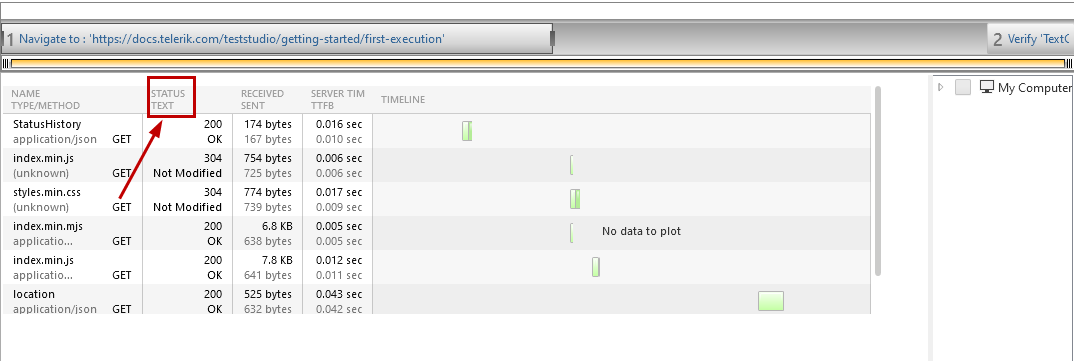 1 Navigate to : 'https://docs.telerik.com/teststudio/getting-started/first-execution'
2 Verify 'TextC
NAME STATUS RECEIVED SERVER TIM
TYPE/METHOD TEXT SENT TTFB TIMELINE
My Computer
StatusHistory 200 174 bytes 0.016 sec
application/json GET OK 167 bytes 0.010 sec
index.min.js 304 754 bytes 0.006 sec
(unknown) GET Not Modified 725 bytes 0.006 sec
styles.min.css 304 774 bytes 0.017 sec
(unknown) GET Not Modified 739 bytes 0.009 sec
index.min.mjs 200 6.8 KB 0.005 sec
applicatio... GET OK 638 bytes 0.005 sec
No data to plot
index.min.js 200 7.8 KB 0.012 sec
applicatio... GET OK 641 bytes 0.011 sec
location 200 525 bytes 0.043 sec
application/json GET OK 632 bytes 0.042 sec